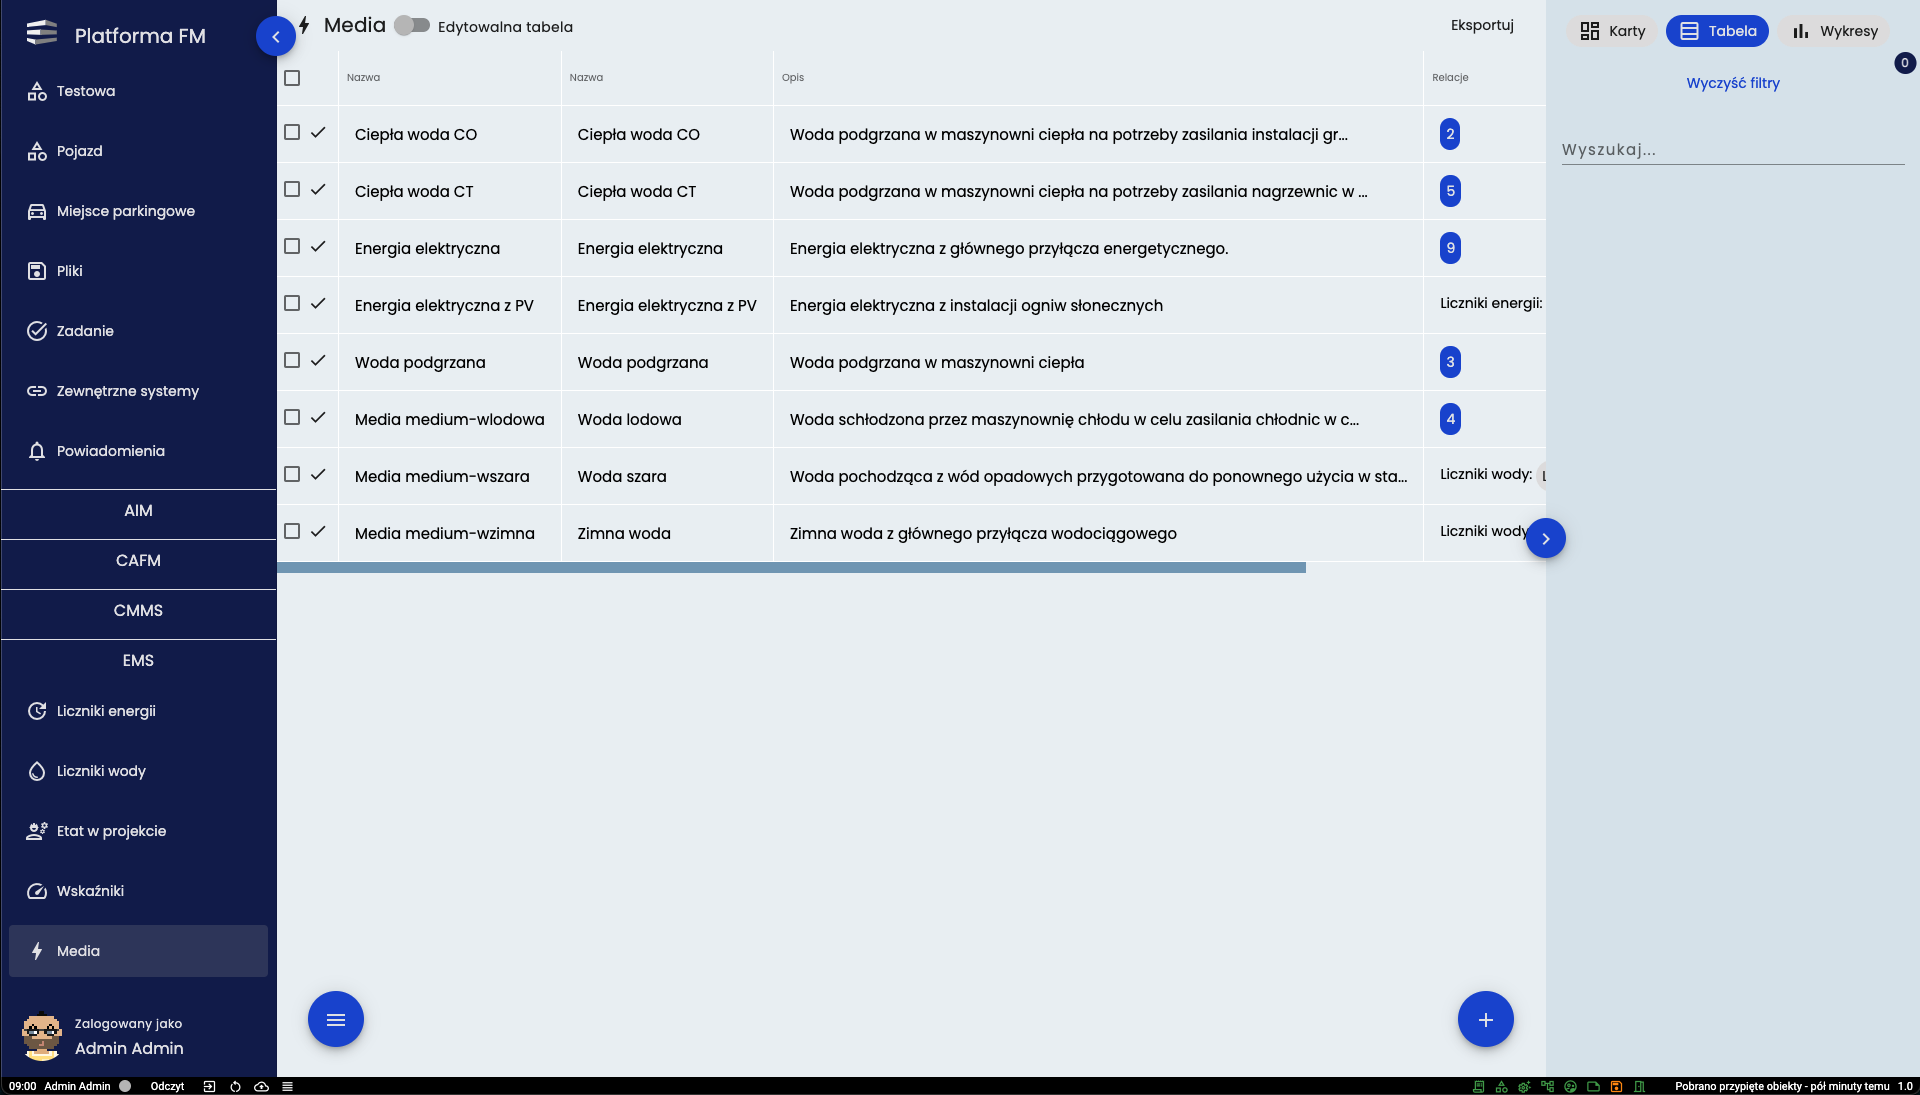 Platforma FM
Testowa
Pojazd
Miejsce parkingowe
Pliki
Zadanie
Zewnętrzne systemy
Powiadomienia
AIM
CAFM
CMMS
EMS
Liczniki energii
Liczniki wody
Etat w projekcie
Wskaźniki
Media
Zalogowany jako
Admin Admin
Media Edytowalna tabela Eksportuj
Nazwa Nazwa Opis Relacje
Ciepła woda CO Ciepła woda CO Woda podgrzana w maszynowni ciepła na potrzeby zasilania instalacji gr... 2
Ciepła woda CT Ciepła woda CT Woda podgrzana w maszynowni ciepła na potrzeby zasilania nagrzewnic w ... 5
Energia elektryczna Energia elektryczna Energia elektryczna z głównego przyłącza energetycznego. 9
Energia elektryczna z PV Energia elektryczna z PV Energia elektryczna z instalacji ogniw słonecznych Liczniki energii:
Woda podgrzana Woda podgrzana Woda podgrzana w maszynowni ciepła 3
Media medium-wlodowa Woda lodowa Woda schłodzona przez maszynownię chłodu w celu zasilania chłodnic w c... 4
Media medium-wszara Woda szara Woda pochodząca z wód opadowych przygotowana do ponownego użycia w sta... Liczniki wody:
Media medium-wzimna Zimna woda Zimna woda z głównego przyłącza wodociągowego Liczniki wody
Karty Tabela Wykresy
0
Wyczyść filtry
Wyszukaj...
09:00 Admin Admin Odczyt Pobrano przypięte obiekty - pół minuty temu 1.0